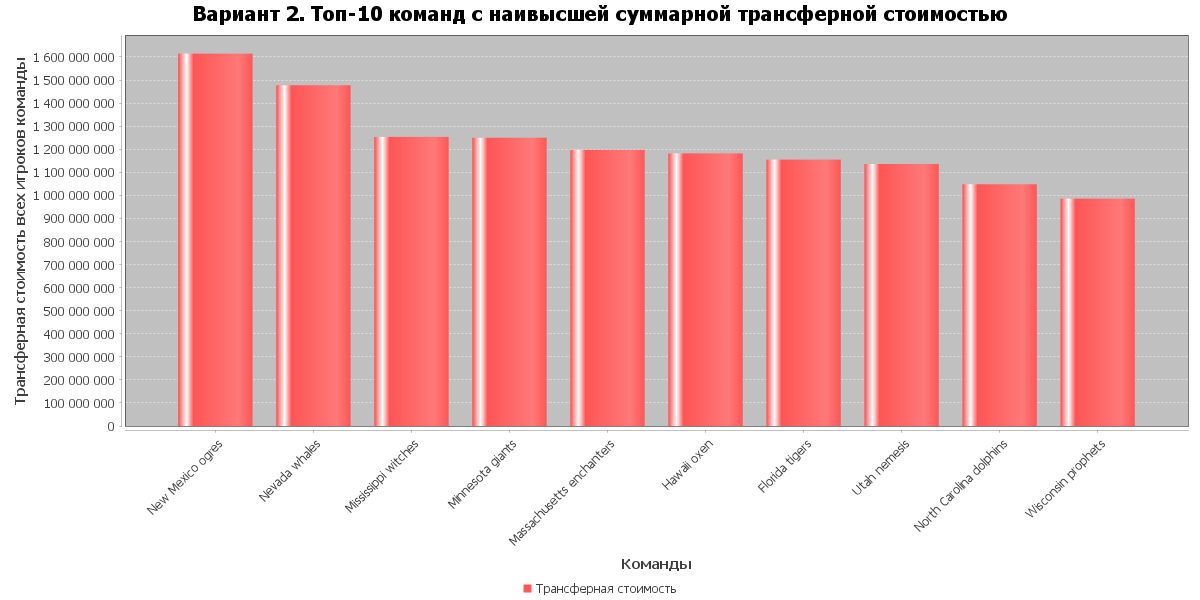 Вариант 2. Топ-10 команд с наивысшей суммарной трансферной стоимостью
Трансферная стоимость всех игроков команды
1 600 000 000
1 500 000 000
1 400 000 000
1 300 000 000
1 200 000 000
1 100 000 000
1 000 000 000
900 000 000
800 000 000
700 000 000
600 000 000
500 000 000
400 000 000
300 000 000
200 000 000
100 000 000
0
New Mexico ogres
Nevada whales
Mississippi witches
Minnesota giants
Massachusetts enchanters
Hawaii oxen
Florida tigers
Utah nemesis
North Carolina dolphins
Wisconsin prophets
Команды
Трансферная стоимость